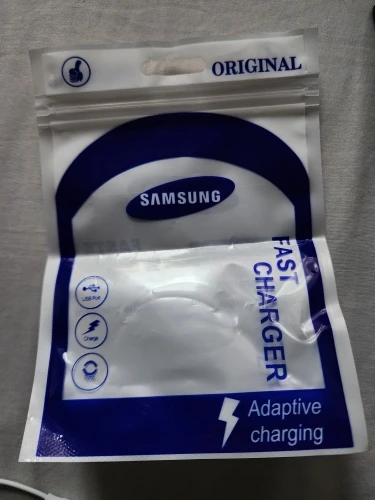 ORIGINAL
SAMSUNG
FAST
CHARGER
USB Port
Charge
Adaptive
charging